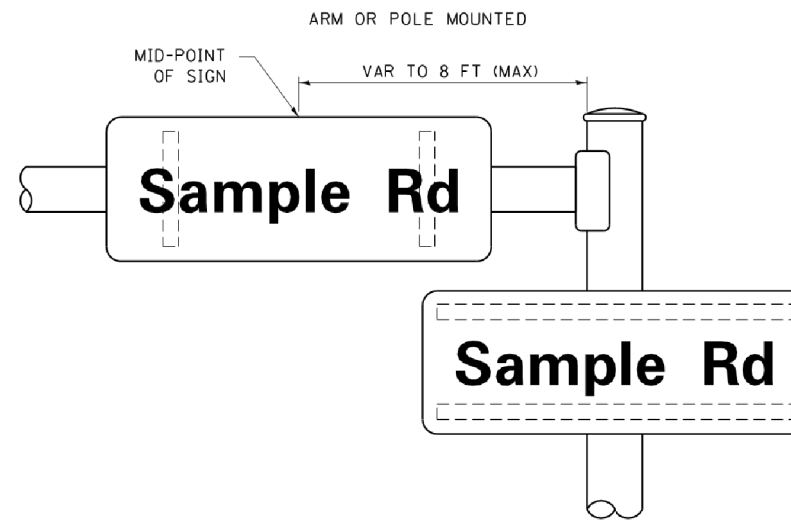 ARM OR POLE MOUNTED
MID-POINT
OF SIGN
VAR TO 8 FT (MAX)
Sample Rd
Sample Rd